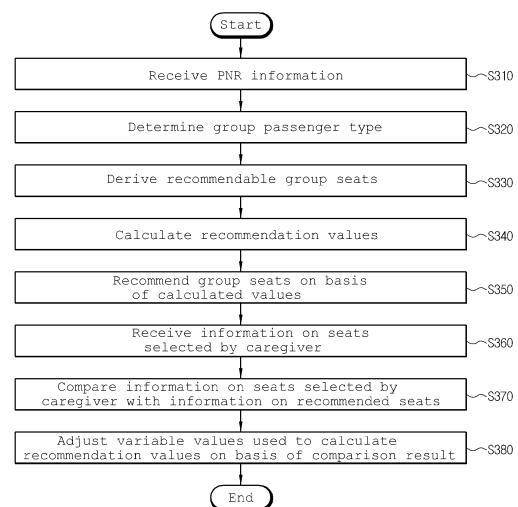 Start
Receive PNR information
S310
Determine group passenger type
S320
Derive recommendable group seats
S330
Calculate recommendation values
S340
Recommend group seats on basis
of calculated values
S350
Receive information on seats
selected by caregiver
S360
Compare information on seats selected by
caregiver with information on recommended seats
S370
Adjust variable values used to calculate
recommendation values on basis of comparison result
S380
End